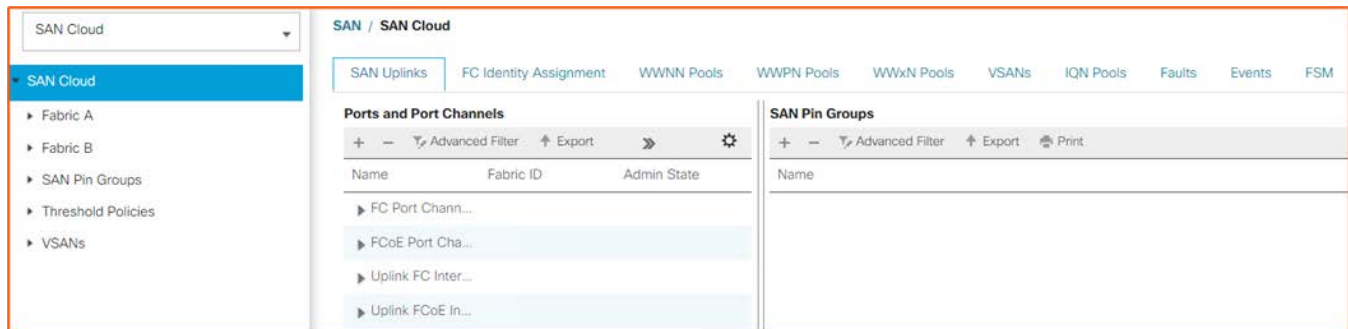 SAN Cloud
SAN Cloud
Fabric A
Fabric B
SAN Pin Groups
Threshold Policies
VSANs
SAN / SAN Cloud
SAN Uplinks FC Identity Assignment WWNN Pools WWPN Pools WWxN Pools VSANs IQN Pools Faults Events FSM
Ports and Port Channels
+ − Advanced Filter Export »
Name Fabric ID Admin State
FC Port Chann...
FCoE Port Cha...
Uplink FC Inter...
Uplink FCoE In...
SAN Pin Groups
+ − Advanced Filter Export Print
Name